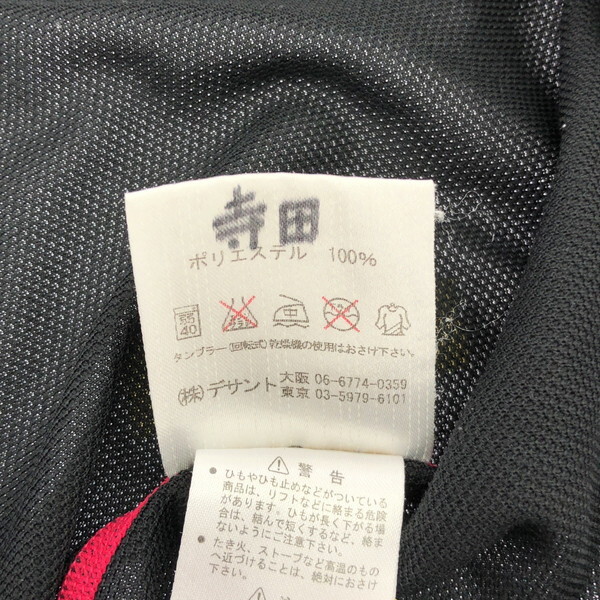 寺田
ポリエステル 100%
40
タンブラー(回転式)乾燥機の使用はおさけ下さい。
(株)デサント 大阪 06-6774-0359
東京 03-5979-6101
警告
● ひもやひも止めなどがついている
商品は、リフトなどに絡まる危険
があります。ひもが長く下がる場
合は、結んで短くするなど、絡ま
ないようにご注意下さい。
● たき火、ストーブなど高温のもの
へ近づけることは、絶対におさけ
下さい。